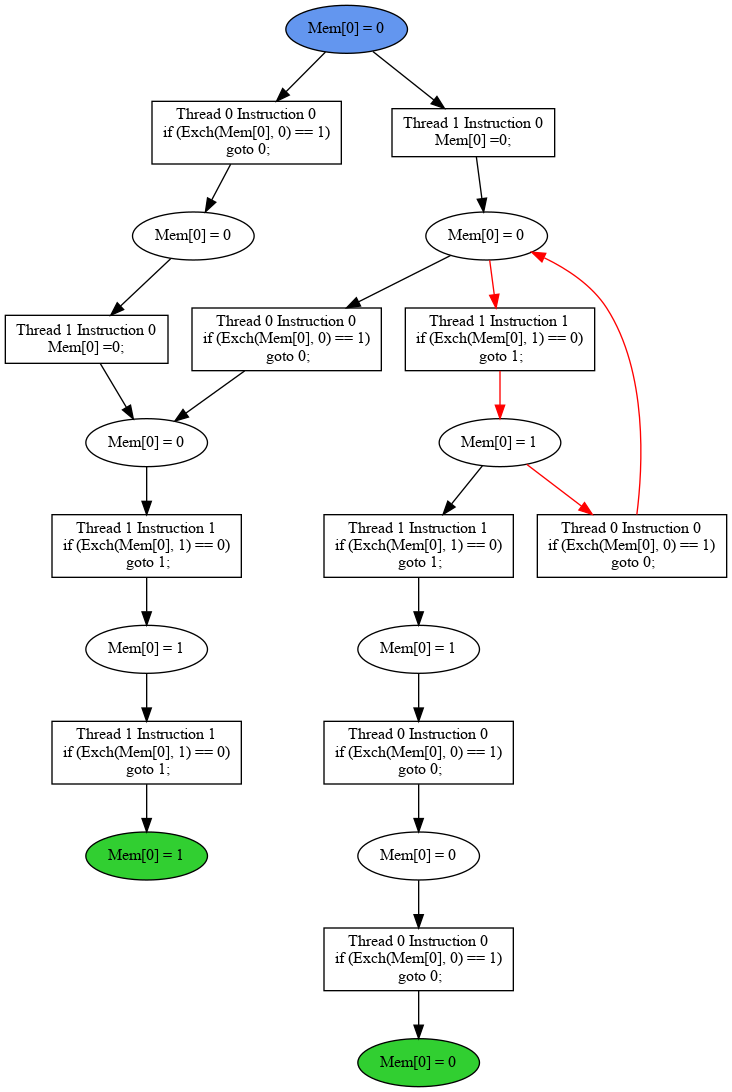 Mem[0] = 0
Thread 0 Instruction 0
if (Exch(Mem[0], 0) == 1)
goto 0;
Thread 1 Instruction 0
Mem[0] =0;
Mem[0] = 0
Mem[0] = 0
Thread 1 Instruction 0
Mem[0] =0;
Thread 0 Instruction 0
if (Exch(Mem[0], 0) == 1)
goto 0;
Thread 1 Instruction 1
if (Exch(Mem[0], 1) == 0)
goto 1;
Mem[0] = 0
Mem[0] = 1
Thread 1 Instruction 1
if (Exch(Mem[0], 1) == 0)
goto 1;
Thread 1 Instruction 1
if (Exch(Mem[0], 1) == 0)
goto 1;
Thread 0 Instruction 0
if (Exch(Mem[0], 0) == 1)
goto 0;
Mem[0] = 1
Mem[0] = 1
Thread 1 Instruction 1
if (Exch(Mem[0], 1) == 0)
goto 1;
Thread 0 Instruction 0
if (Exch(Mem[0], 0) == 1)
goto 0;
Mem[0] = 1
Mem[0] = 0
Thread 0 Instruction 0
if (Exch(Mem[0], 0) == 1)
goto 0;
Mem[0] = 0